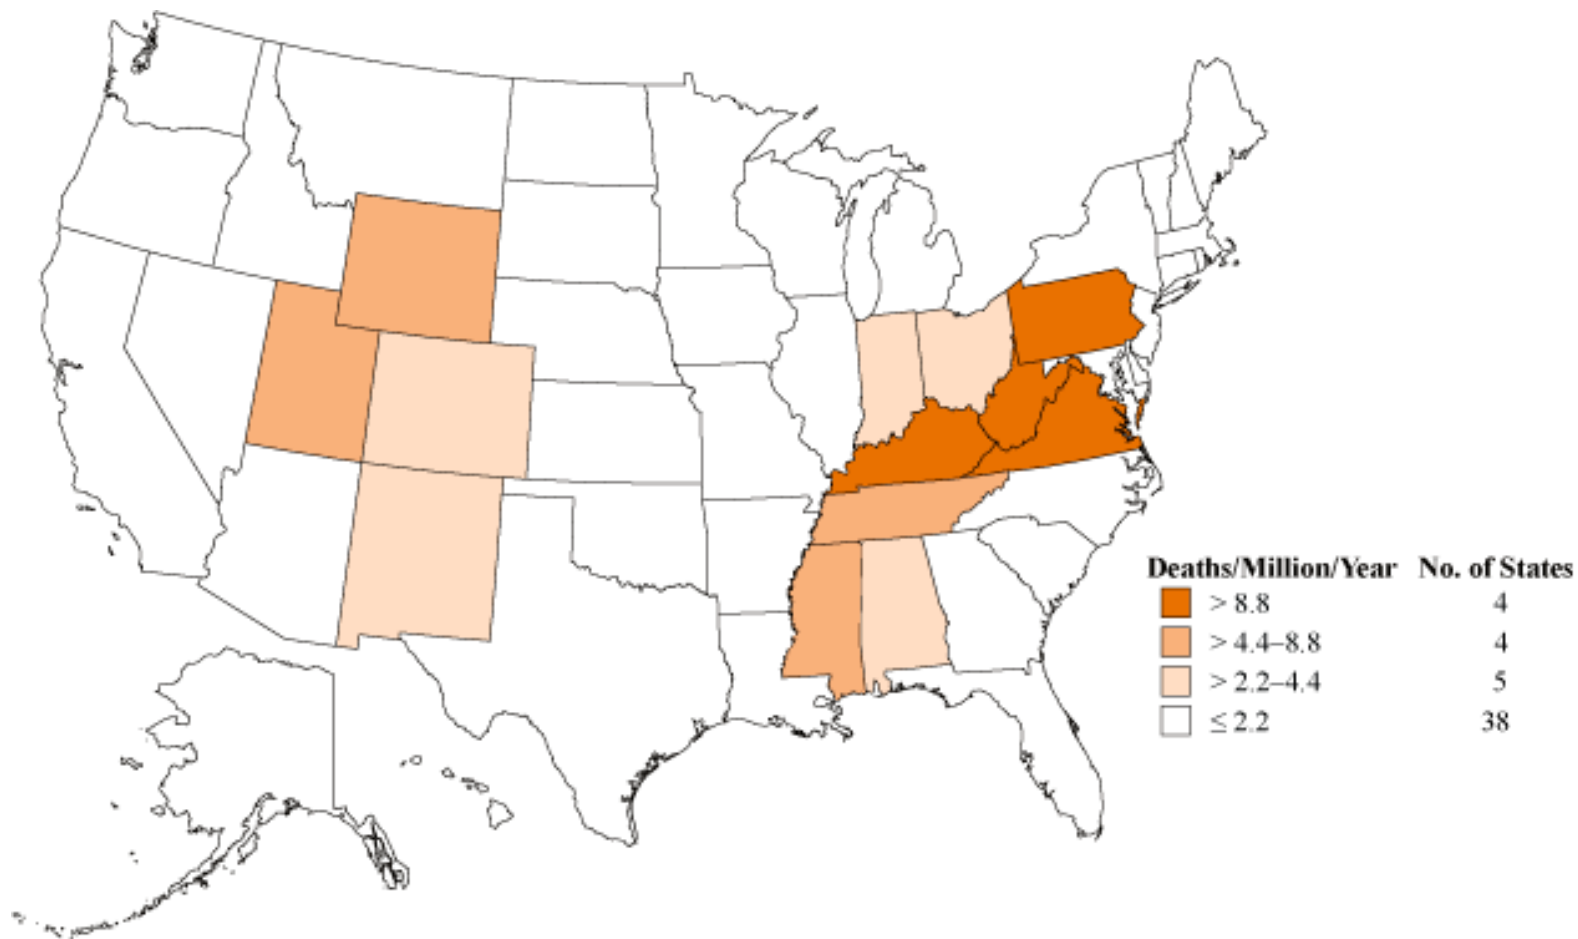 Deaths/Million/Year No. of States
> 8.8 4
> 4.4–8.8 4
> 2.2–4.4 5
≤ 2.2 38